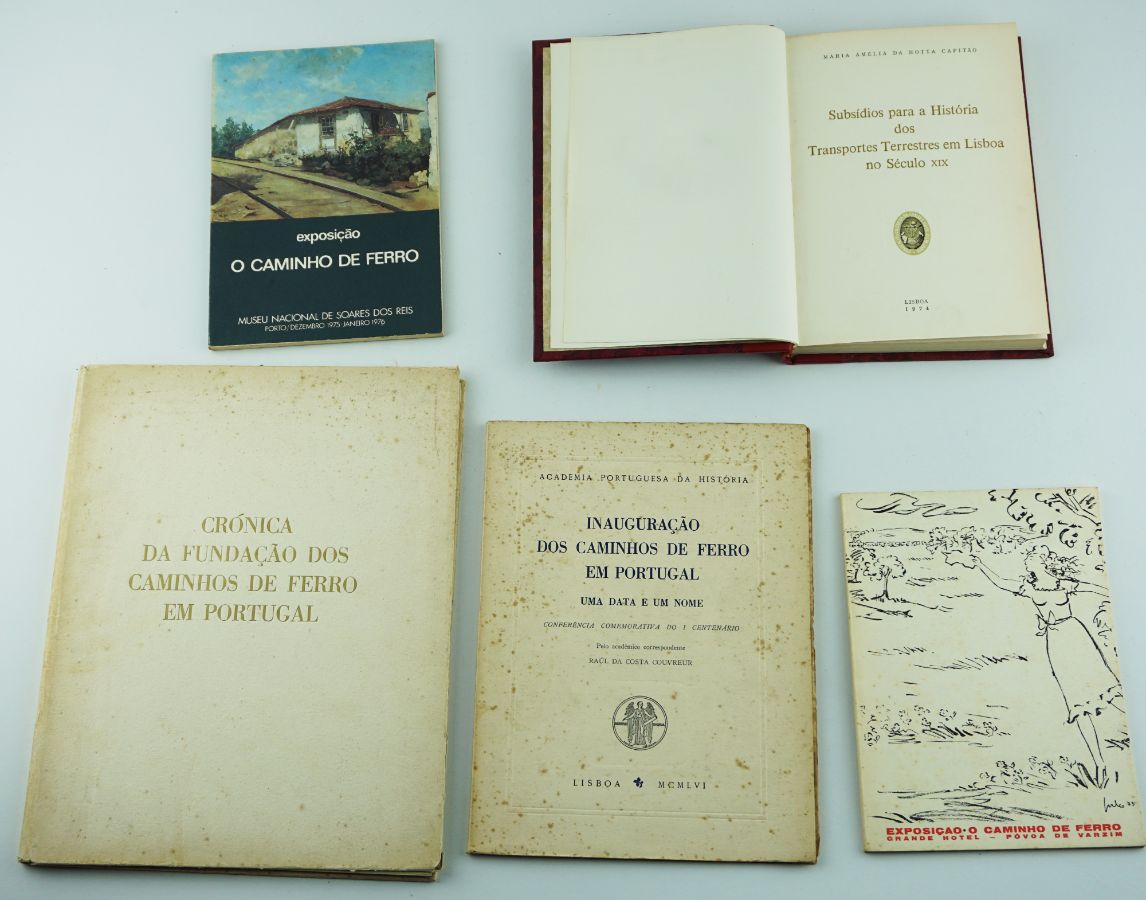 exposição
O CAMINHO DE FERRO
MUSEU NACIONAL DE SOARES DOS REIS
PORTO/DEZEMBRO 1975-JANEIRO 1976
MARIA AMÉLIA DA MOTTA CAPITÃO
Subsídios para a História
dos
Transportes Terrestres em Lisboa
no Século XIX
LISBOA
1974
CRÓNICA
DA FUNDAÇÃO DOS
CAMINHOS DE FERRO
EM PORTUGAL
ACADEMIA PORTUGUESA DA HISTÓRIA
INAUGURAÇÃO
DOS CAMINHOS DE FERRO
EM PORTUGAL
UMA DATA E UM NOME
CONFERÊNCIA COMEMORATIVA DO I CENTENÁRIO
Pelo académico correspondente
RAÚL DA COSTA COUVREUR
LISBOA MCMLVI
EXPOSIÇÃO·O CAMINHO DE FERRO
GRANDE HOTEL – PÓVOA DE VARZIM